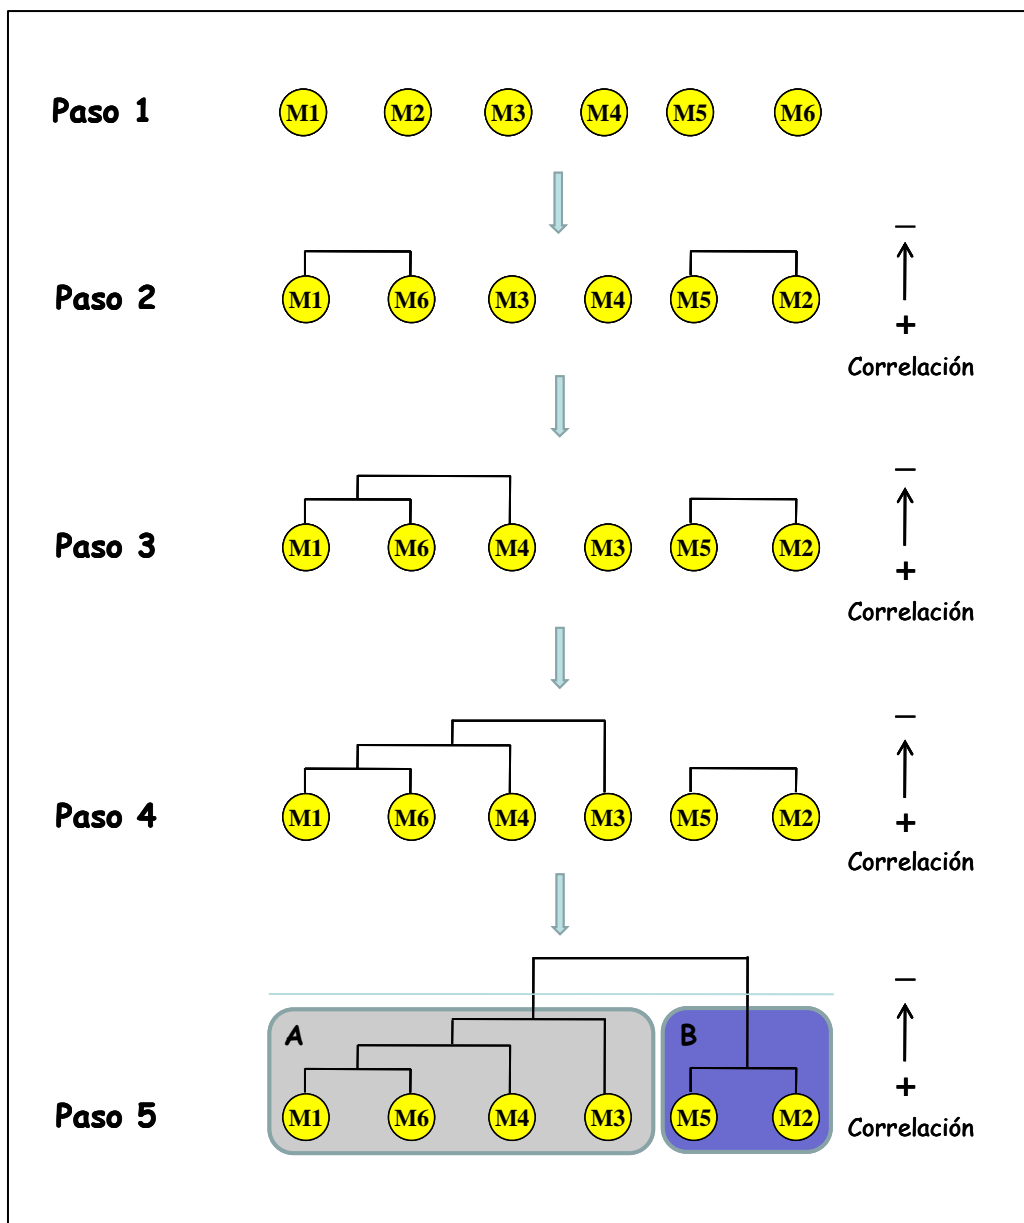 Paso 1 M1 M2 M3 M4 M5 M6
−
Paso 2 M1 M6 M3 M4 M5 M2
+
Correlación
−
Paso 3 M1 M6 M4 M3 M5 M2
+
Correlación
−
Paso 4 M1 M6 M4 M3 M5 M2
+
Correlación
−
A B
+
Paso 5 M1 M6 M4 M3 M5 M2
Correlación